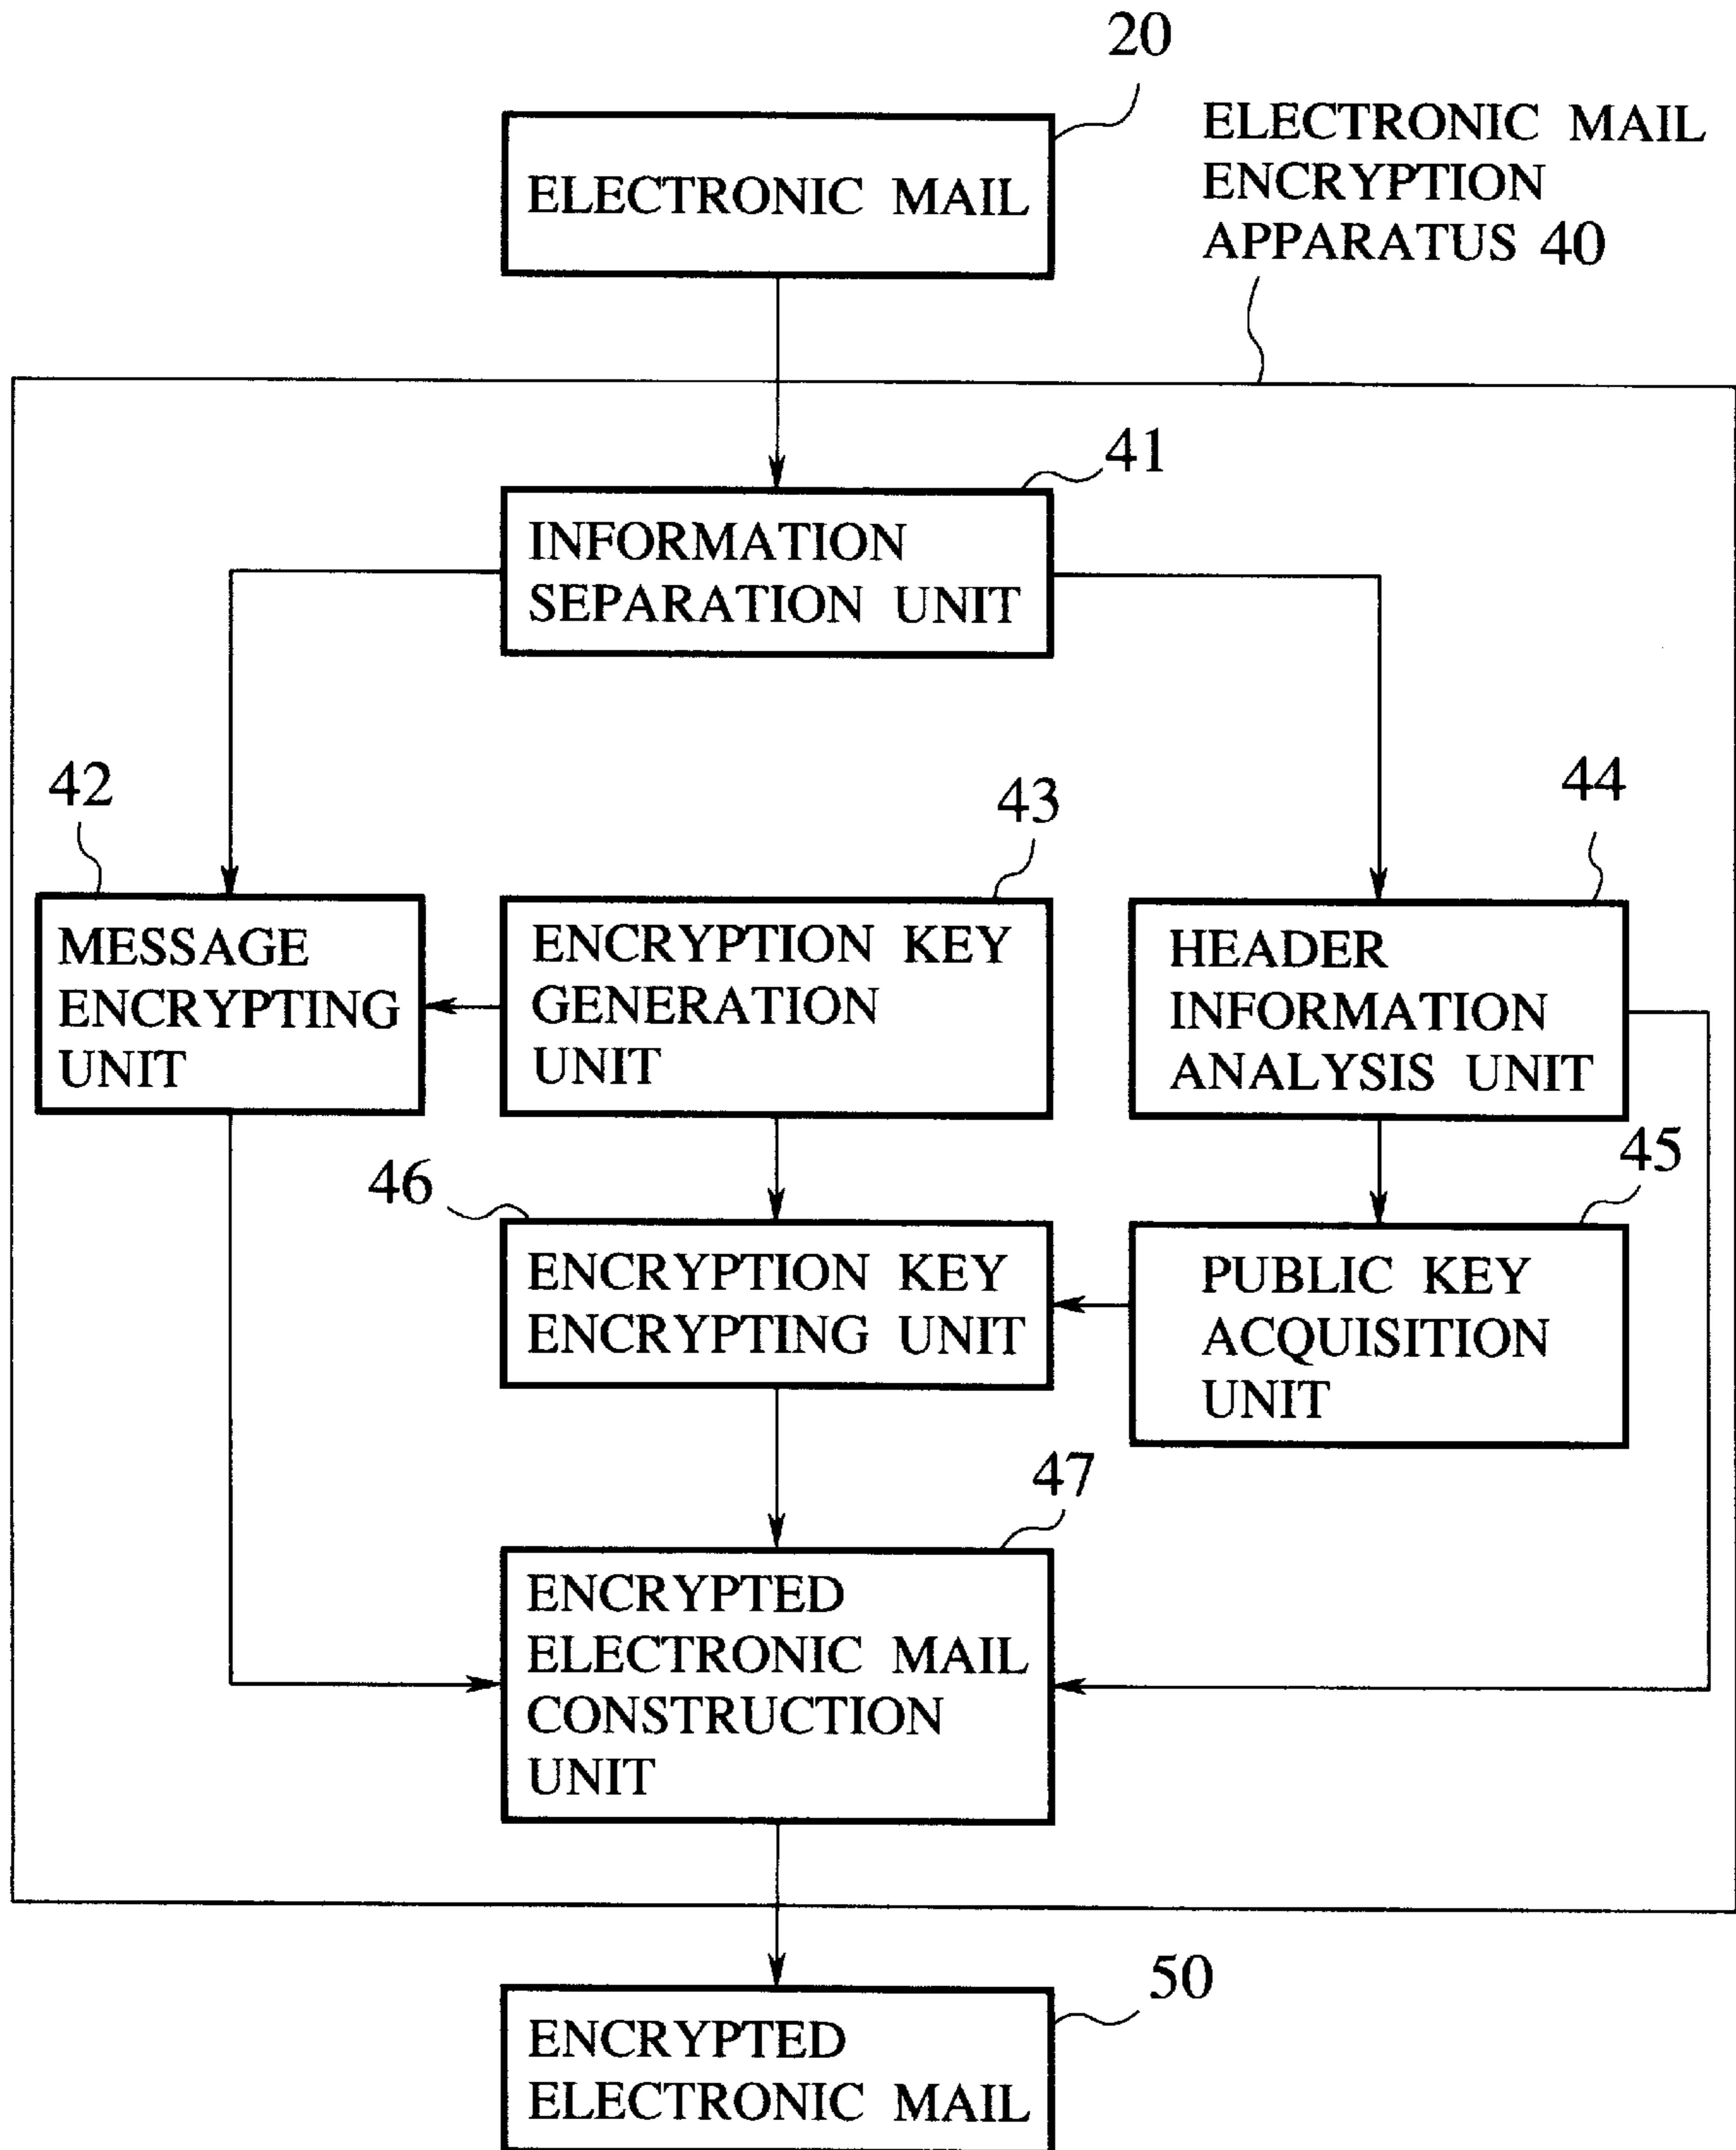 20
ELECTRONIC MAIL
ELECTRONIC MAIL
ENCRYPTION
APPARATUS 40
41
INFORMATION
SEPARATION UNIT
42
MESSAGE
ENCRYPTING
UNIT
43
ENCRYPTION KEY
GENERATION
UNIT
44
HEADER
INFORMATION
ANALYSIS UNIT
46
ENCRYPTION KEY
ENCRYPTING UNIT
45
PUBLIC KEY
ACQUISITION
UNIT
47
ENCRYPTED
ELECTRONIC MAIL
CONSTRUCTION
UNIT
50
ENCRYPTED
ELECTRONIC MAIL